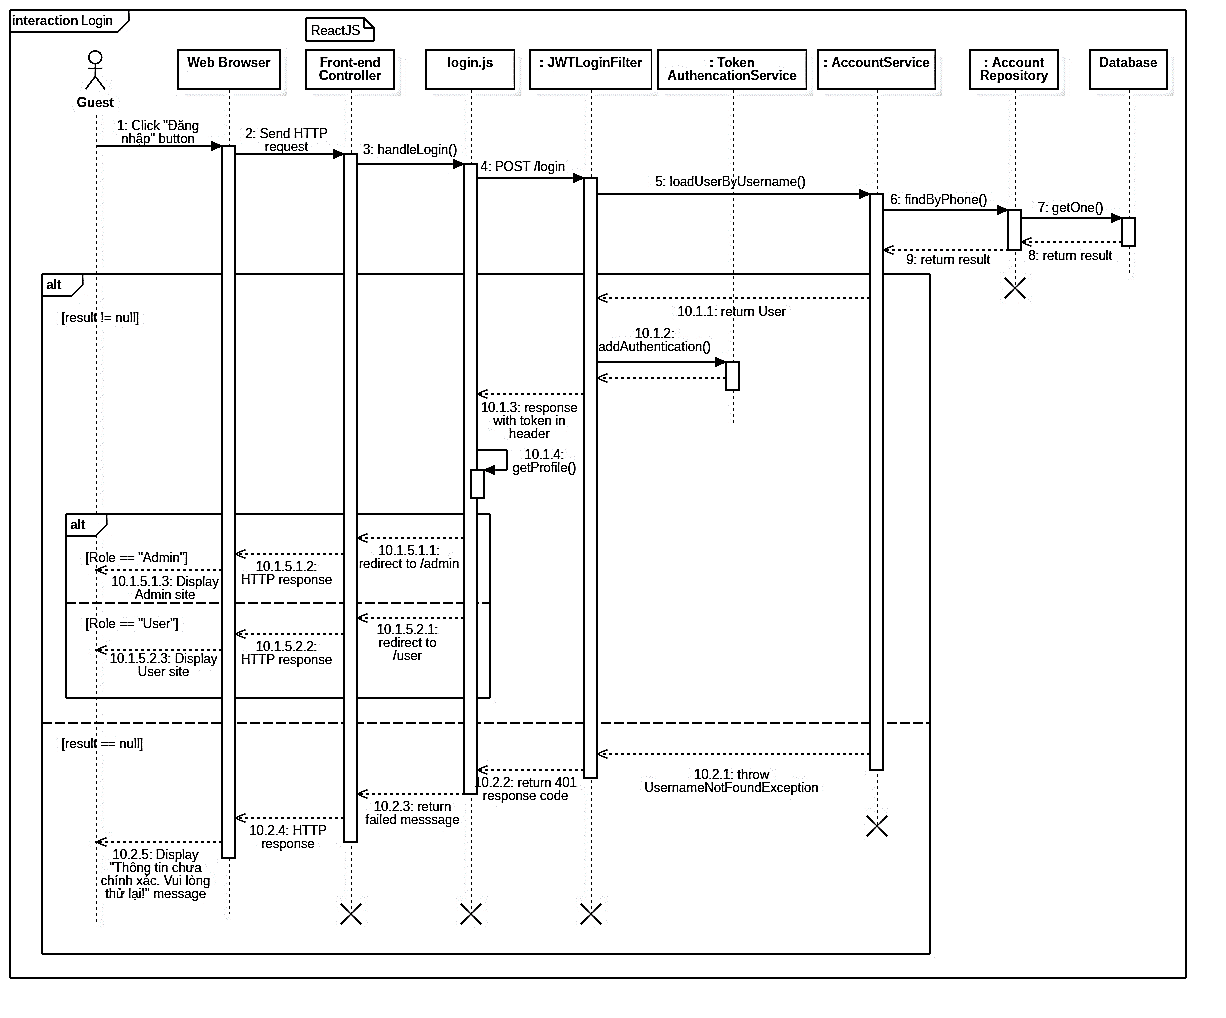 interaction Login
ReactJS
Guest
Web Browser
Front-end
Controller
login.js
: JWTLoginFilter
: Token
AuthencationService
: AccountService
: Account
Repository
Database
1: Click "Đăng
nhập" button
2: Send HTTP
request
3: handleLogin()
4: POST /login
5: loadUserByUsername()
6: findByPhone()
7: getOne()
8: return result
9: return result
alt
[result != null]
10.1.1: return User
10.1.2:
addAuthentication()
10.1.3: response
with token in
header
10.1.4:
getProfile()
alt
[Role == "Admin"]
10.1.5.1.1:
redirect to /admin
10.1.5.1.2:
HTTP response
10.1.5.1.3: Display
Admin site
[Role == "User"]
10.1.5.2.1:
redirect to
/user
10.1.5.2.2:
HTTP response
10.1.5.2.3: Display
User site
[result == null]
10.2.1: throw
UsernameNotFoundException
10.2.2: return 401
response code
10.2.3: return
failed messsage
10.2.4: HTTP
response
10.2.5: Display
"Thông tin chưa
chính xác. Vui lòng
thử lại!" message